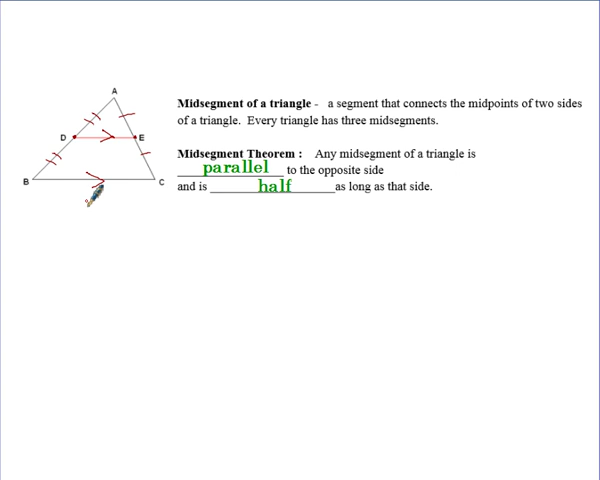 A
D
E
B
C
Midsegment of a triangle - a segment that connects the midpoints of two sides
of a triangle. Every triangle has three midsegments.
Midsegment Theorem : Any midsegment of a triangle is
parallel to the opposite side
and is half as long as that side.